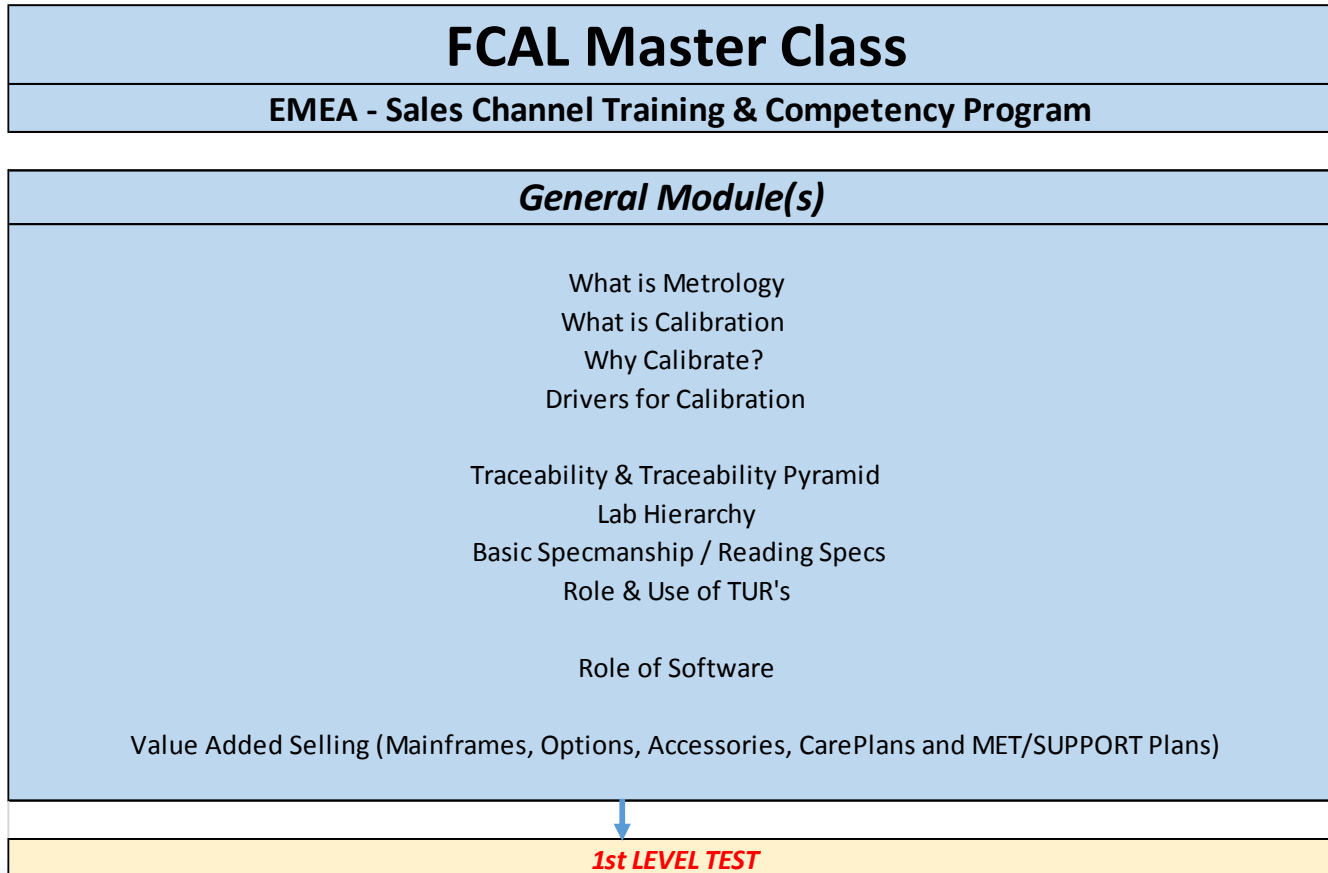 FCAL Master Class
EMEA - Sales Channel Training & Competency Program
General Module(s)
What is Metrology
What is Calibration
Why Calibrate?
Drivers for Calibration
Traceability & Traceability Pyramid
Lab Hierarchy
Basic Specmanship / Reading Specs
Role & Use of TUR's
Role of Software
Value Added Selling (Mainframes, Options, Accessories, CarePlans and MET/SUPPORT Plans)
1st LEVEL TEST